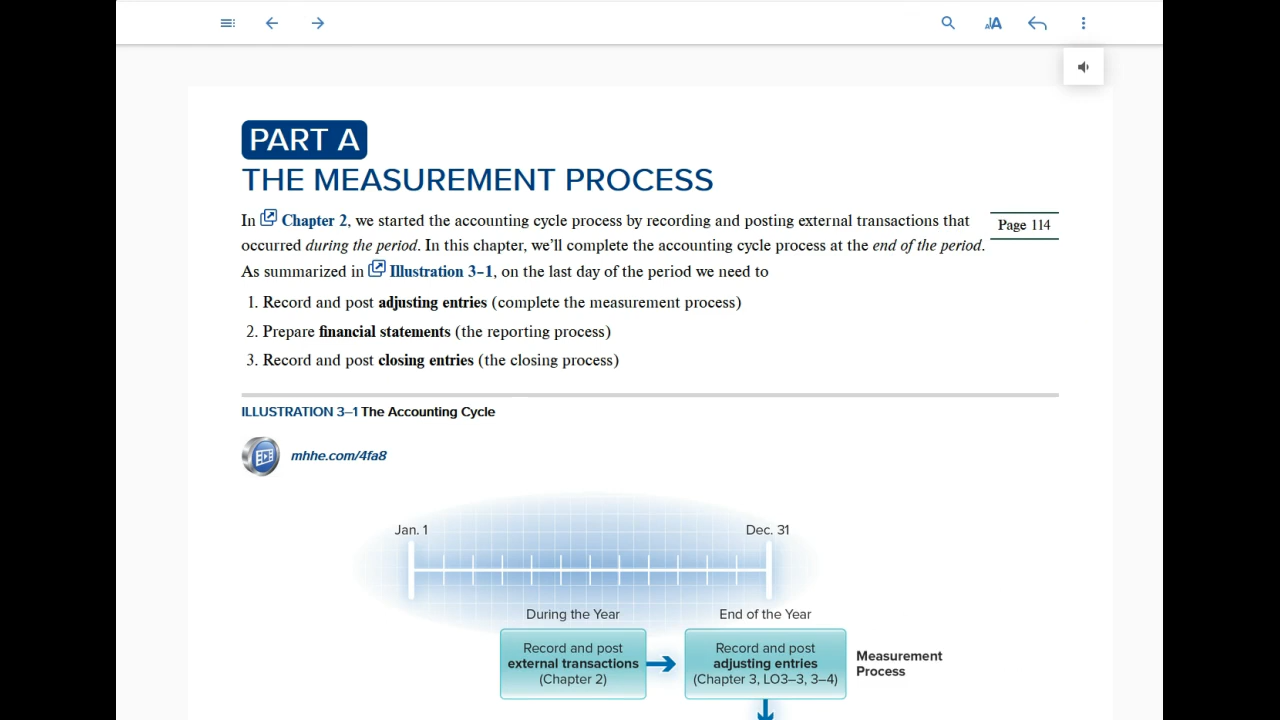 PART A
THE MEASUREMENT PROCESS
In Chapter 2, we started the accounting cycle process by recording and posting external transactions that
occurred during the period. In this chapter, we’ll complete the accounting cycle process at the end of the period.
Page 114
As summarized in Illustration 3–1, on the last day of the period we need to
1. Record and post adjusting entries (complete the measurement process)
2. Prepare financial statements (the reporting process)
3. Record and post closing entries (the closing process)
ILLUSTRATION 3–1 The Accounting Cycle
mhhe.com/4fa8
Jan. 1
Dec. 31
During the Year
End of the Year
Record and post
external transactions
(Chapter 2)
Record and post
adjusting entries
(Chapter 3, LO3–3, 3–4)
Measurement
Process